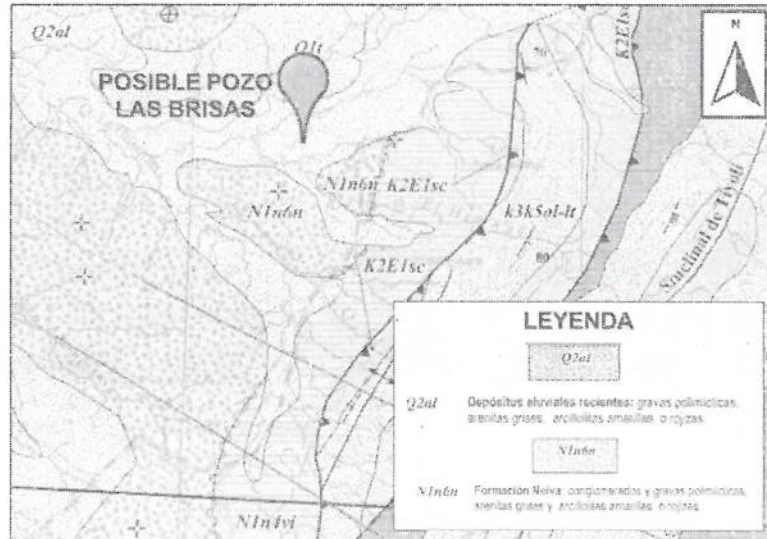 Q2al
Q1t
K2E1sc
N
POSIBLE POZO
LAS BRISAS
70
N1n6n K2E1sc
N1n6n
k3k5ol-lt
Sinclinal de Tivoli
K2E1sc
80
LEYENDA
Q2al
Q2al Depósitos aluviales recientes: gravas polimícticas,
arenitas grises, arcillolitas amarillas o rojizas
N1n6n
N1n6n Formación Neiva: conglomerados y gravas polimícticas,
arenitas grises y arcillolitas amarillas o rojizas
N1n4vi